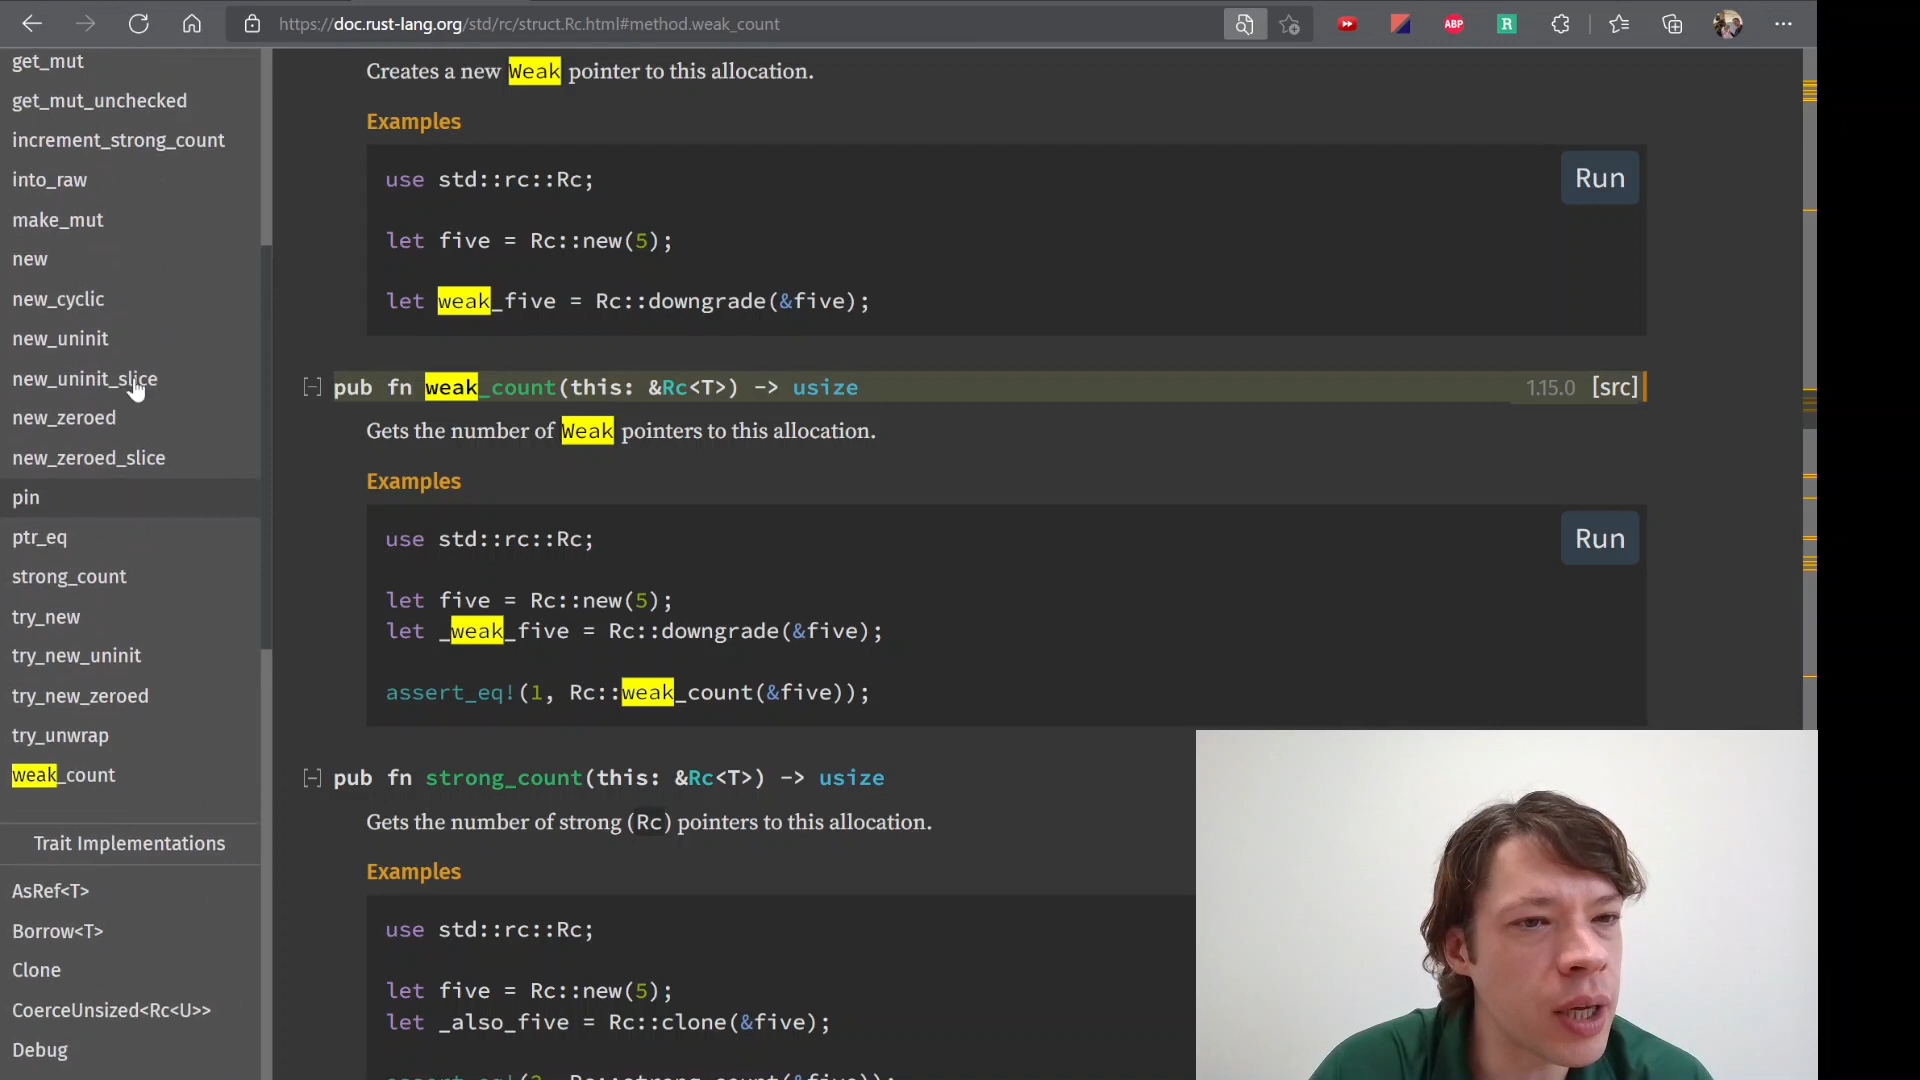 https://doc.rust-lang.org/std/rc/struct.Rc.html#method.weak_count
ABP
R
get_mut
get_mut_unchecked
increment_strong_count
into_raw
make_mut
new
new_cyclic
new_uninit
new_uninit_slice
new_zeroed
new_zeroed_slice
pin
ptr_eq
strong_count
try_new
try_new_uninit
try_new_zeroed
try_unwrap
weak_count
Trait Implementations
AsRef<T>
Borrow<T>
Clone
CoerceUnsized<Rc<U>>
Debug
Creates a new Weak pointer to this allocation.
Examples
use std::rc::Rc;
Run
let five = Rc::new(5);
let weak_five = Rc::downgrade(&five);
[-] pub fn weak_count(this: &Rc<T>) -> usize 1.15.0 [src]
Gets the number of Weak pointers to this allocation.
Examples
use std::rc::Rc;
Run
let five = Rc::new(5);
let _weak_five = Rc::downgrade(&five);
assert_eq!(1, Rc::weak_count(&five));
[-] pub fn strong_count(this: &Rc<T>) -> usize
Gets the number of strong (Rc) pointers to this allocation.
Examples
use std::rc::Rc;
let five = Rc::new(5);
let _also_five = Rc::clone(&five);
assert_eq!(2, Rc::strong_count(&five));